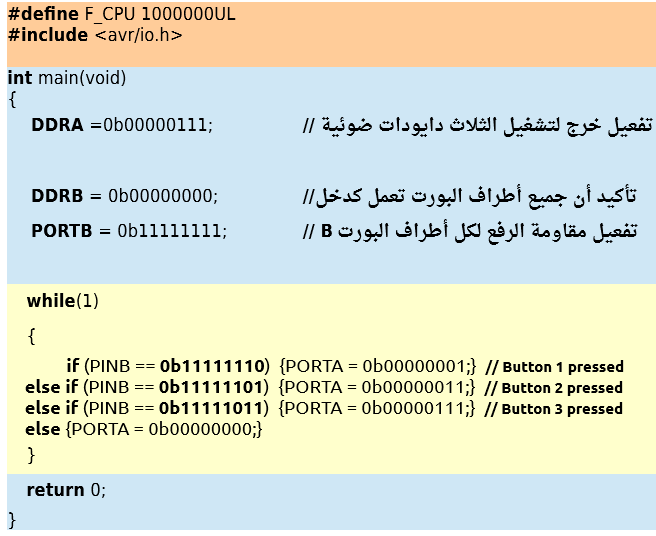 #define F_CPU 1000000UL
#include <avr/io.h>
int main(void)
{
DDRA =0b00000111; // تفعيل خرج لتشغيل الثلاث دايودات ضوئية
DDRB = 0b00000000; //تأكيد أن جميع أطراف البورت تعمل كدخل
PORTB = 0b11111111; // B تفعيل مقاومة الرفع لكل أطراف البورت
while(1)
{
if (PINB == 0b11111110) {PORTA = 0b00000001;} // Button 1 pressed
else if (PINB == 0b11111101) {PORTA = 0b00000011;} // Button 2 pressed
else if (PINB == 0b11111011) {PORTA = 0b00000111;} // Button 3 pressed
else {PORTA = 0b00000000;}
}
return 0;
}